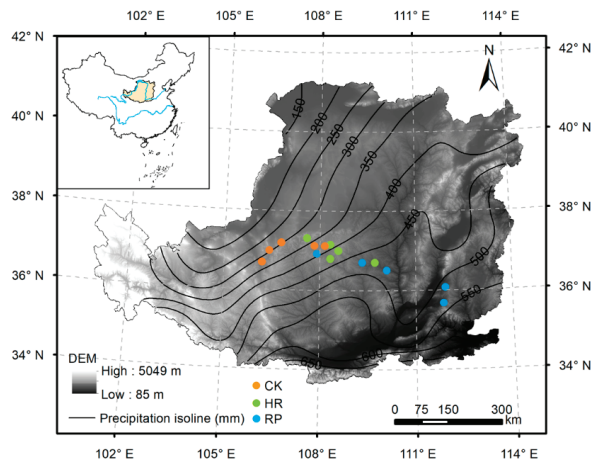 102° E 105° E 108° E 111° E 114° E
42° N 42° N
N
40° N 40° N
38° N 38° N
36° N 36° N
34° N 34° N
150
200
250
300
350
400
450
500
550
600
650
DEM
High : 5049 m
Low : 85 m
Precipitation isoline (mm)
CK
HR
RP
0 75 150 300
km
102° E 105° E 108° E 111° E 114° E